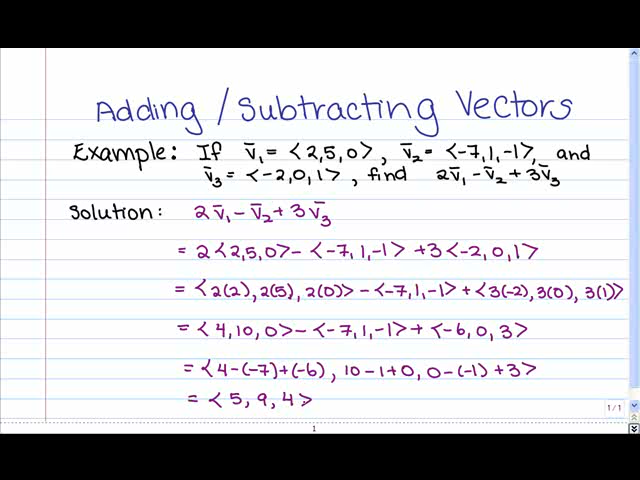 Adding / Subtracting Vectors
Example: If v̄₁ = <2,5,0>, v̄₂ = <-7,1,-1>, and
v̄₃ = <-2,0,1>, find 2v̄₁ - v̄₂ + 3v̄₃
Solution: 2v̄₁ - v̄₂ + 3v̄₃
= 2<2,5,0> - <-7,1,-1> + 3<-2,0,1>
= <2(2), 2(5), 2(0)> - <-7,1,-1> + <3(-2), 3(0), 3(1)>
= <4,10,0> - <-7,1,-1> + <-6,0,3>
= <4-(-7)+(-6), 10-1+0, 0-(-1)+3>
= <5, 9, 4>
1/1
1